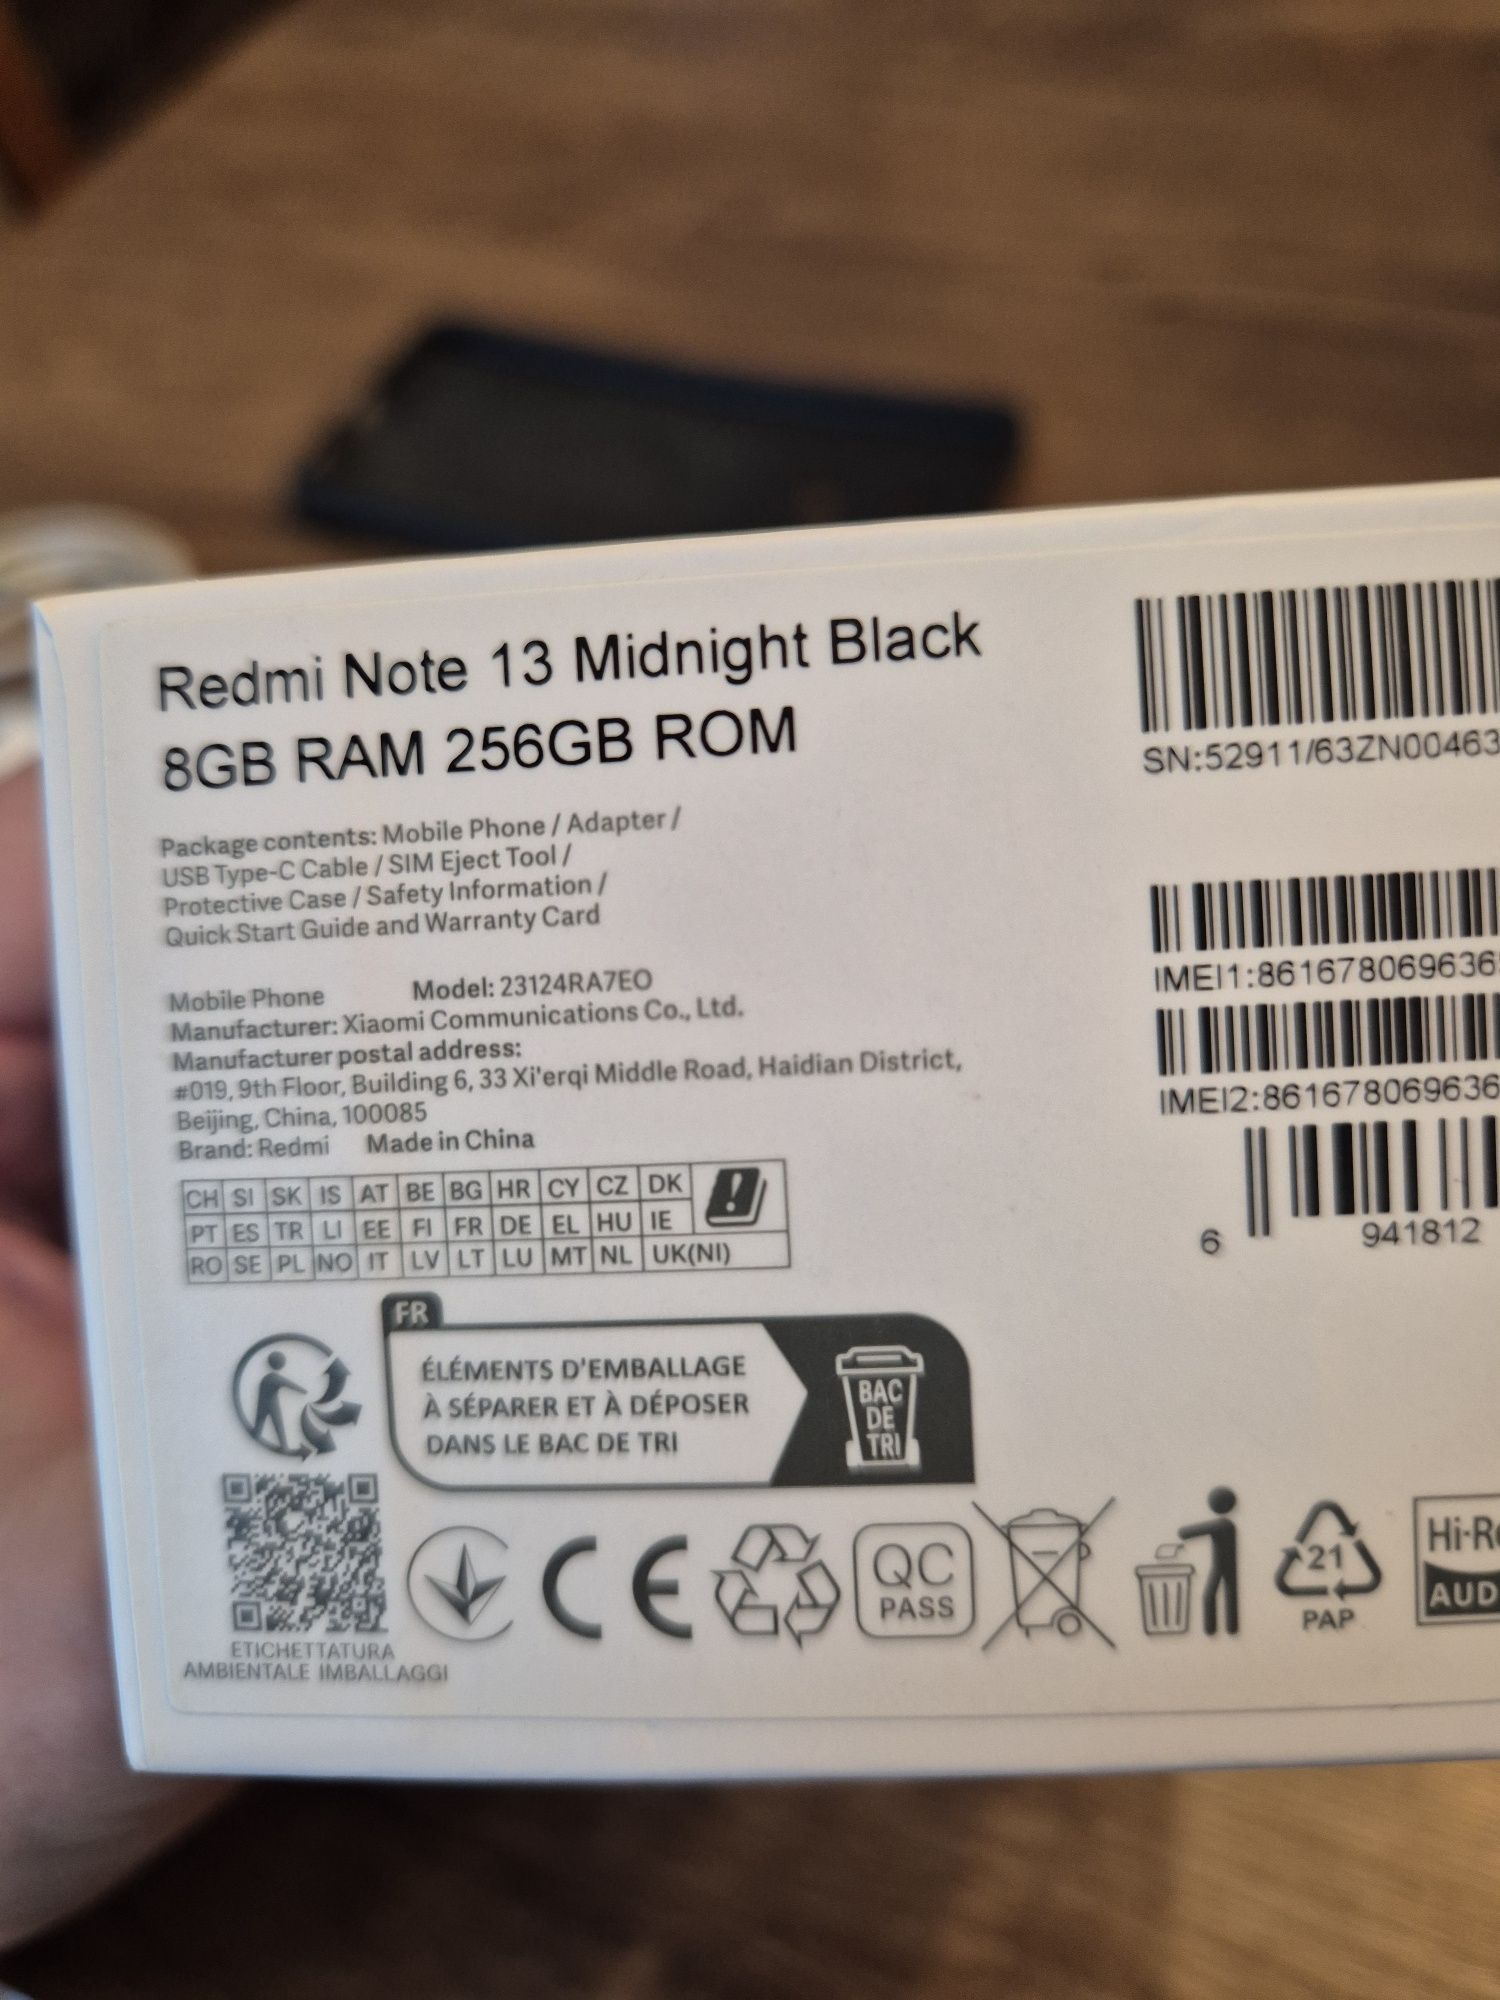 Redmi Note 13 Midnight Black
8GB RAM 256GB ROM
Package contents: Mobile Phone / Adapter /
USB Type-C Cable / SIM Eject Tool /
Protective Case / Safety Information /
Quick Start Guide and Warranty Card
Mobile Phone Model: 23124RA7EO
Manufacturer: Xiaomi Communications Co., Ltd.
Manufacturer postal address:
#019, 9th Floor, Building 6, 33 Xi'erqi Middle Road, Haidian District,
Beijing, China, 100085
Brand: Redmi Made in China
CH SI SK IS AT BE BG HR CY CZ DK
PT ES TR LI EE FI FR DE EL HU IE
RO SE PL NO IT LV LT LU MT NL UK(NI)
SN:52911/63ZN00463
IMEI1:861678069636
IMEI2:861678069636
6 941812
FR
ÉLÉMENTS D'EMBALLAGE
À SÉPARER ET À DÉPOSER
DANS LE BAC DE TRI
BAC
DE
TRI
ETICHETTATURA
AMBIENTALE IMBALLAGGI
CE
QC
PASS
21
PAP
Hi-Re
AUD